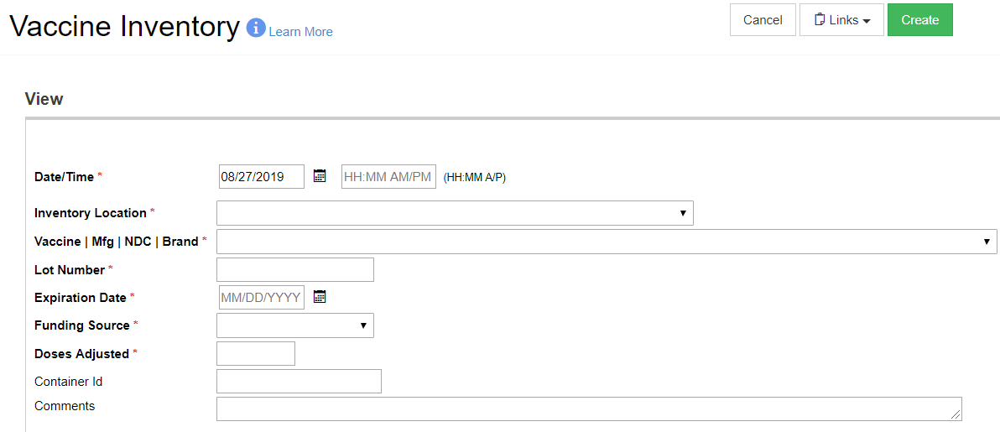 Vaccine Inventory i Learn More Cancel Links Create
View
Date/Time * 08/27/2019 HH:MM AM/PM (HH:MM A/P)
Inventory Location *
Vaccine | Mfg | NDC | Brand *
Lot Number *
Expiration Date * MM/DD/YYYY
Funding Source *
Doses Adjusted *
Container Id
Comments